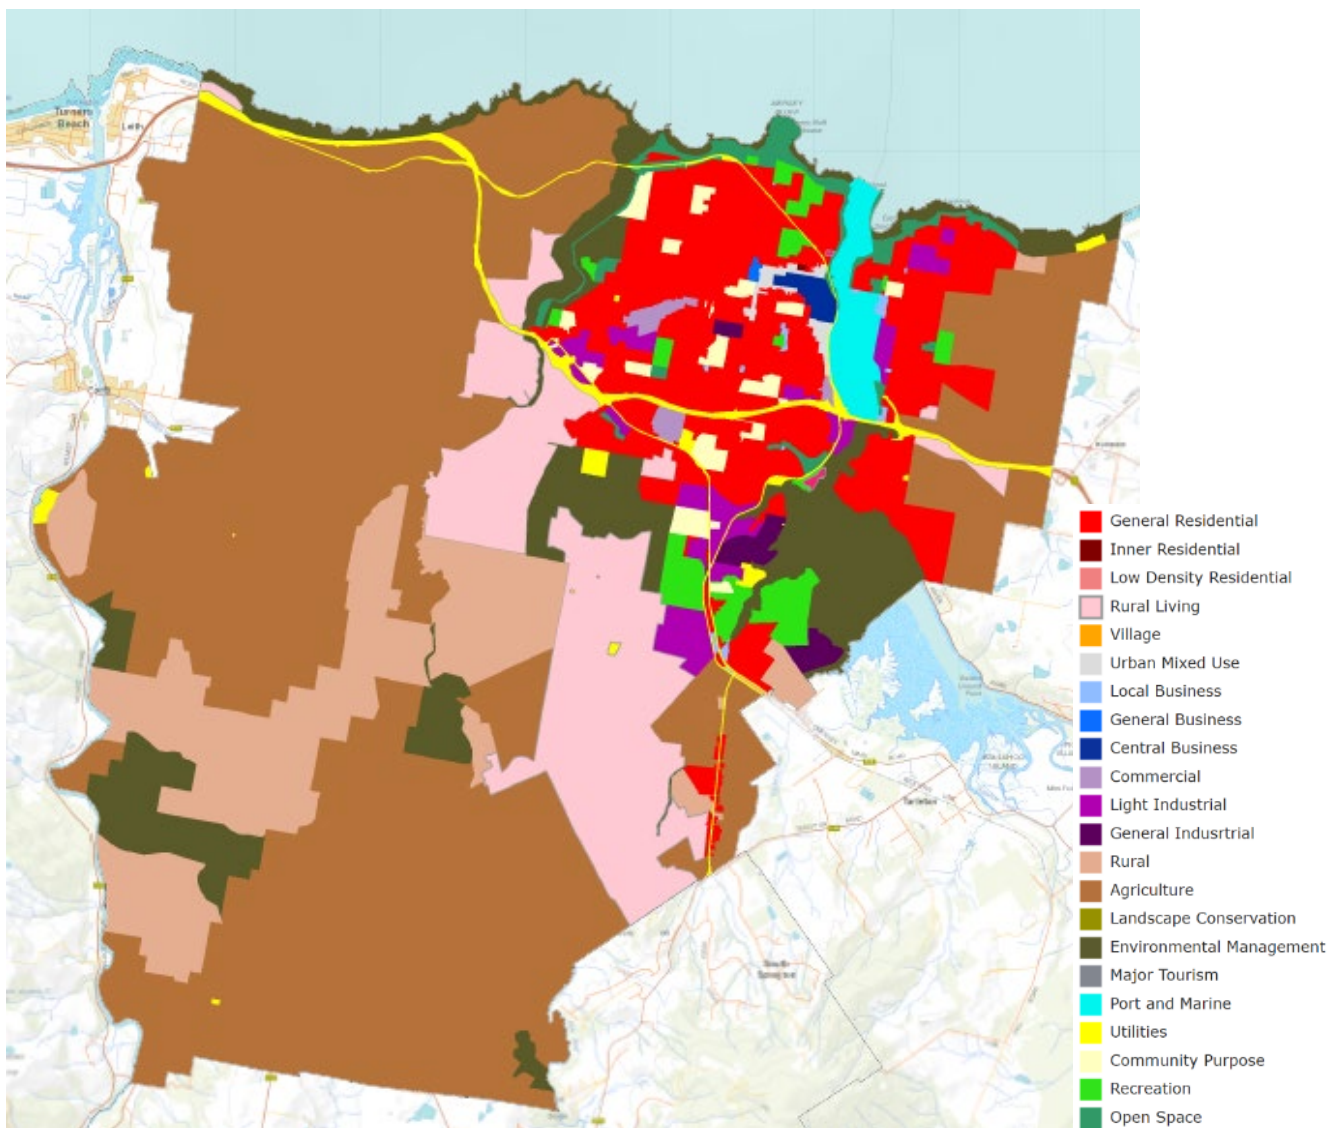 Turners
Beach
Leith
General Residential
Inner Residential
Low Density Residential
Rural Living
Village
Urban Mixed Use
Local Business
General Business
Central Business
Commercial
Light Industrial
General Indusrtrial
Rural
Agriculture
Landscape Conservation
Environmental Management
Major Tourism
Port and Marine
Utilities
Community Purpose
Recreation
Open Space